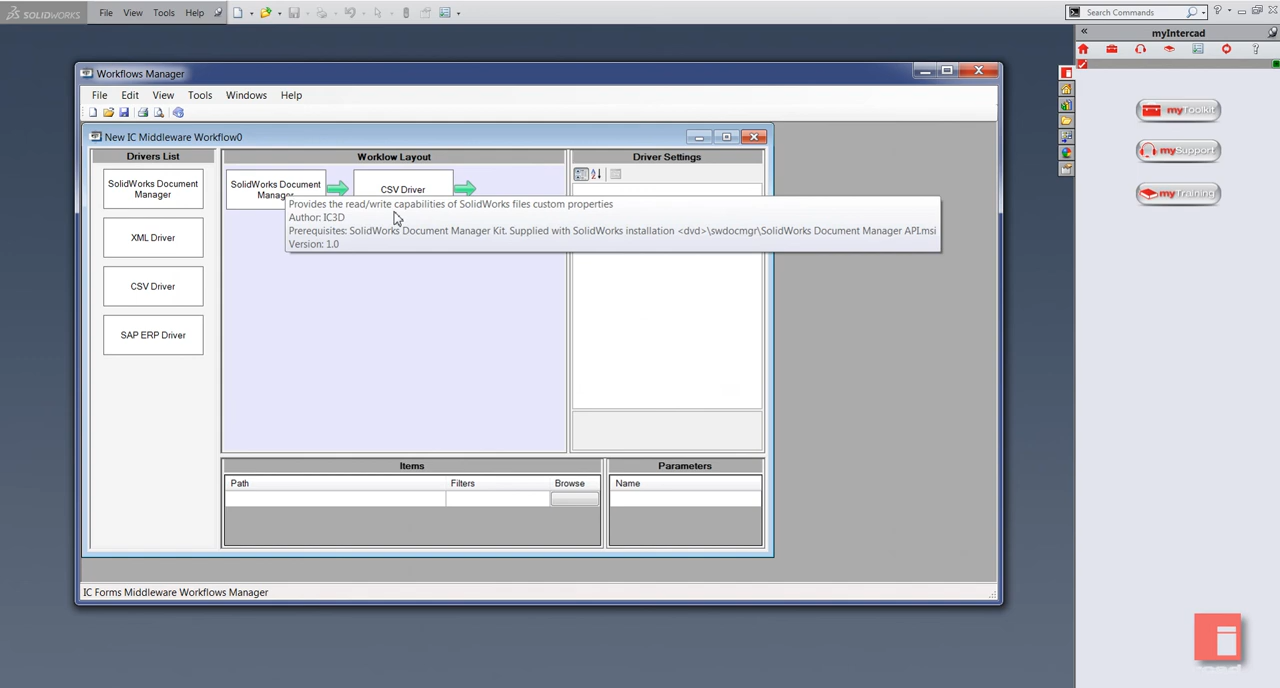 SOLIDWORKS File View Tools Help Search Commands
myIntercad
Workflows Manager
File Edit View Tools Windows Help
myToolkit
New IC Middleware Workflow0
mySupport
Drivers List Worklow Layout Driver Settings
SolidWorks Document
Manager
SolidWorks Document
Manag
CSV Driver
myTraining
Provides the read/write capabilities of SolidWorks files custom properties
Author: IC3D
Prerequisites: SolidWorks Document Manager Kit. Supplied with SolidWorks installation <dvd>\swdocmgr\SolidWorks Document Manager API.msi
Version: 1.0
XML Driver
CSV Driver
SAP ERP Driver
Items Parameters
Path Filters Browse Name
IC Forms Middleware Workflows Manager